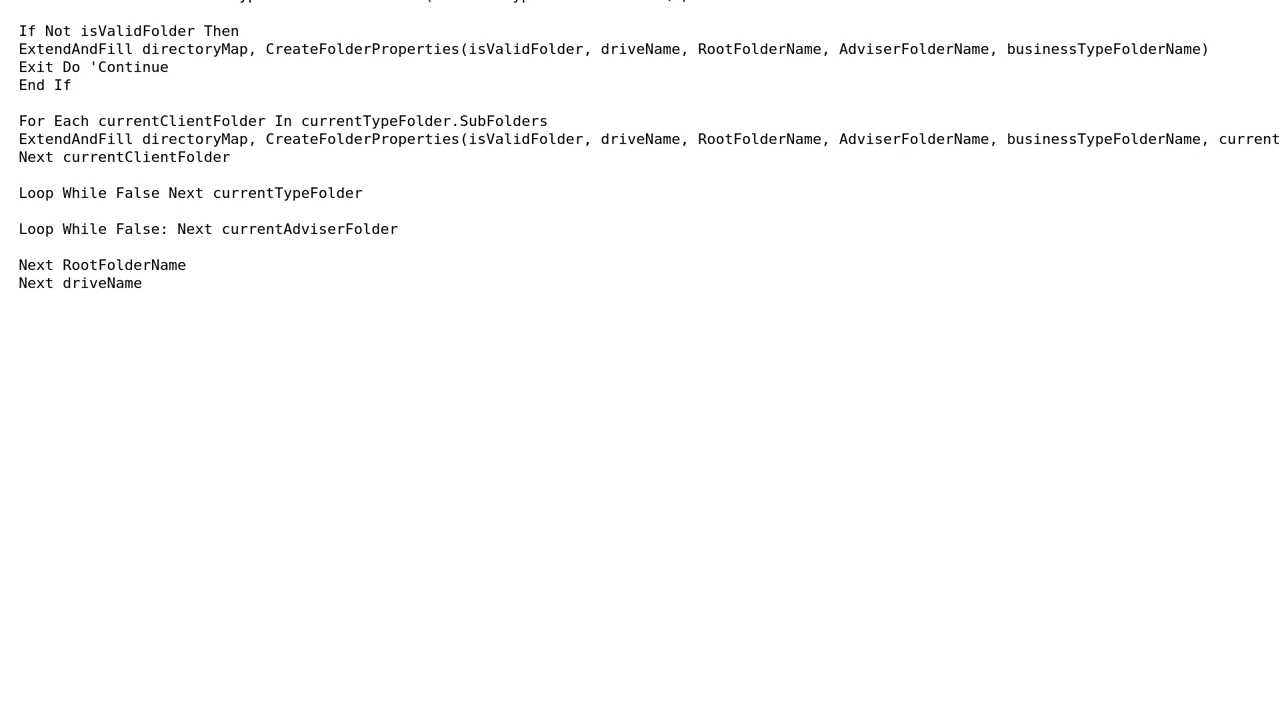 If Not isValidFolder Then
ExtendAndFill directoryMap, CreateFolderProperties(isValidFolder, driveName, RootFolderName, AdviserFolderName, businessTypeFolderName)
Exit Do 'Continue
End If
For Each currentClientFolder In currentTypeFolder.SubFolders
ExtendAndFill directoryMap, CreateFolderProperties(isValidFolder, driveName, RootFolderName, AdviserFolderName, businessTypeFolderName, current
Next currentClientFolder
Loop While False Next currentTypeFolder
Loop While False: Next currentAdviserFolder
Next RootFolderName
Next driveName